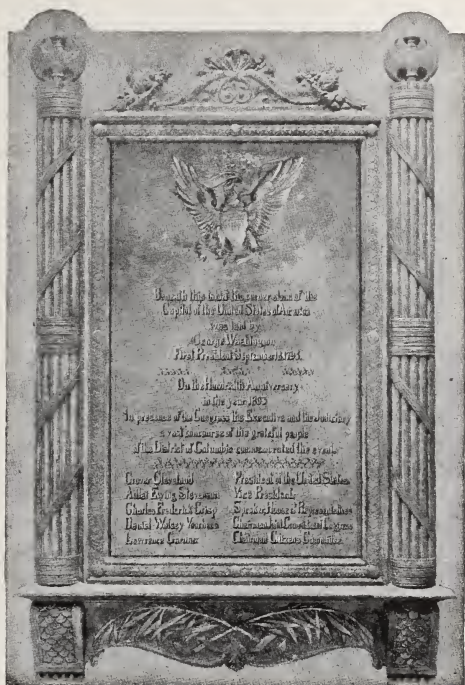 Beneath this tablet the corner stone of the
Capitol of the United States of America
was laid by
George Washington
First President September 18 1793
On the Hundredth Anniversary
in the year 1893
In presence of the Congress the Executive and the Judiciary
a vast concourse of the grateful people
of the District of Columbia commemorated the event
Grover Cleveland President of the United States
Adlai Ewing Stevenson Vice President
Charles Frederick Crisp Speaker House of Representatives
Daniel Wolsey Voorhees Chairman Joint Committee of Congress
Lawrence Gardner Chairman Citizens Committee